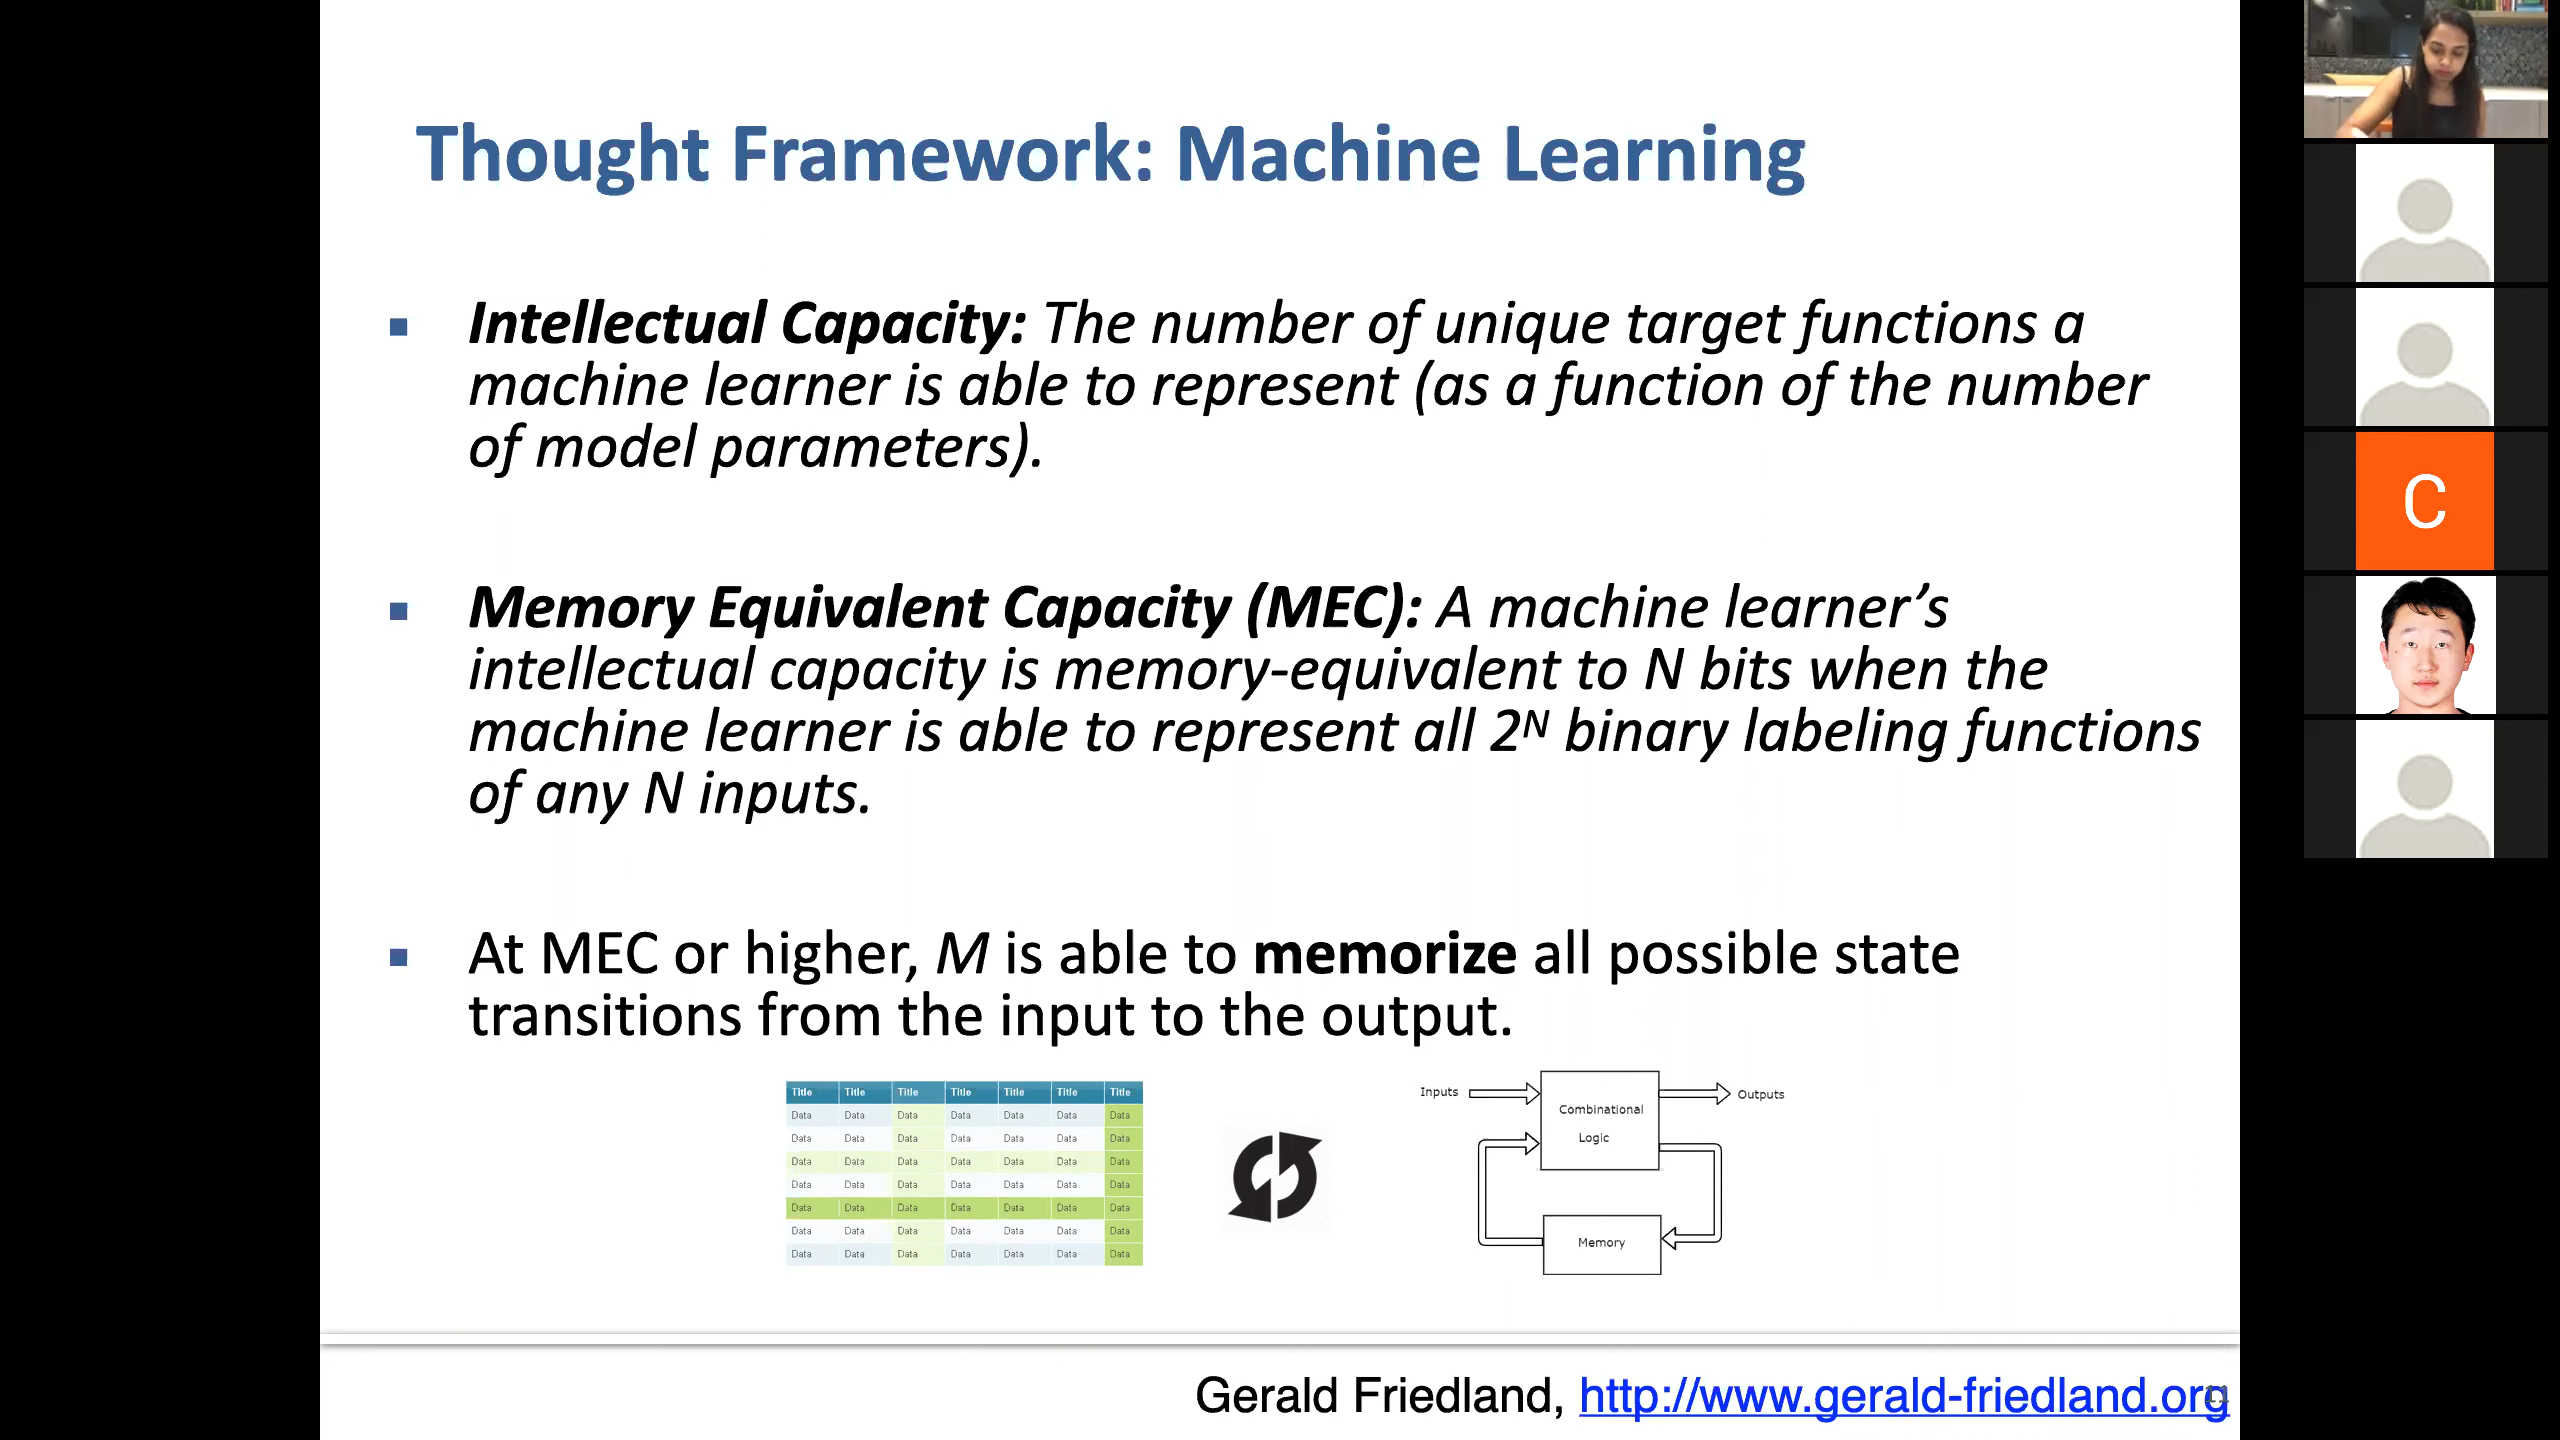 Thought Framework: Machine Learning
Intellectual Capacity: The number of unique target functions a
machine learner is able to represent (as a function of the number
of model parameters).
Memory Equivalent Capacity (MEC): A machine learner’s
intellectual capacity is memory-equivalent to N bits when the
machine learner is able to represent all 2ᴺ binary labeling functions
of any N inputs.
At MEC or higher, M is able to memorize all possible state
transitions from the input to the output.
Title Title Title Title Title Title Title
Data Data Data Data Data Data Data
Data Data Data Data Data Data Data
Data Data Data Data Data Data Data
Data Data Data Data Data Data Data
Data Data Data Data Data Data Data
Data Data Data Data Data Data Data
Data Data Data Data Data Data Data
Inputs
Combinational
Logic
Outputs
Memory
Gerald Friedland, http://www.gerald-friedland.org
11
C